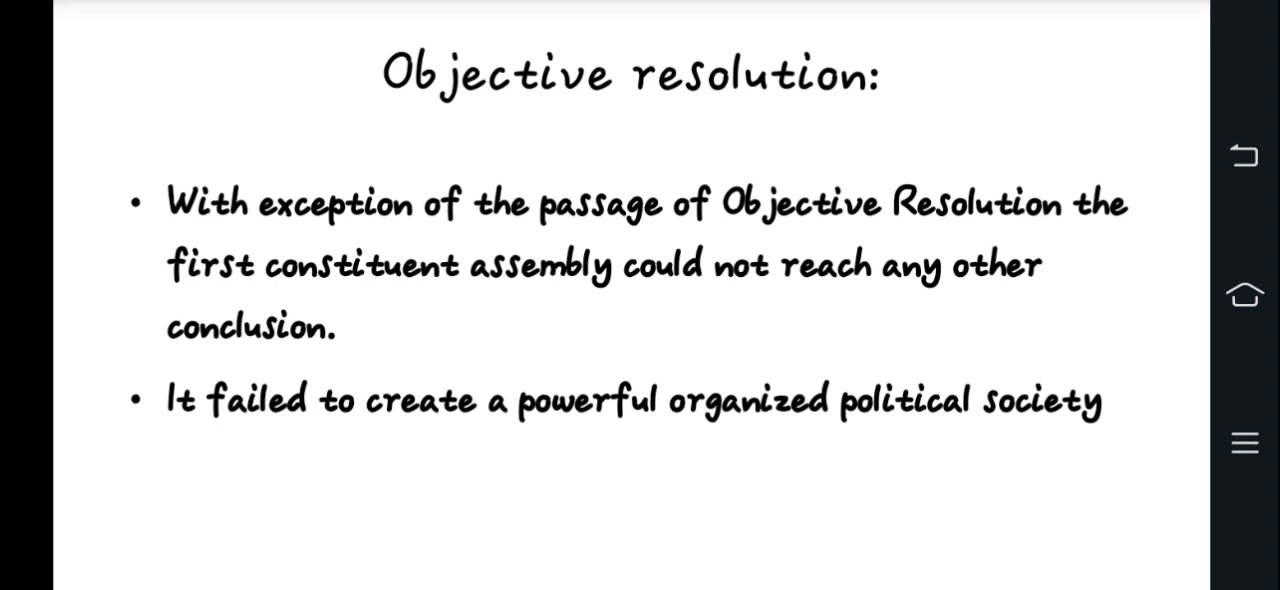 Objective resolution:
• With exception of the passage of Objective Resolution the
first constituent assembly could not reach any other
conclusion.
• It failed to create a powerful organized political society